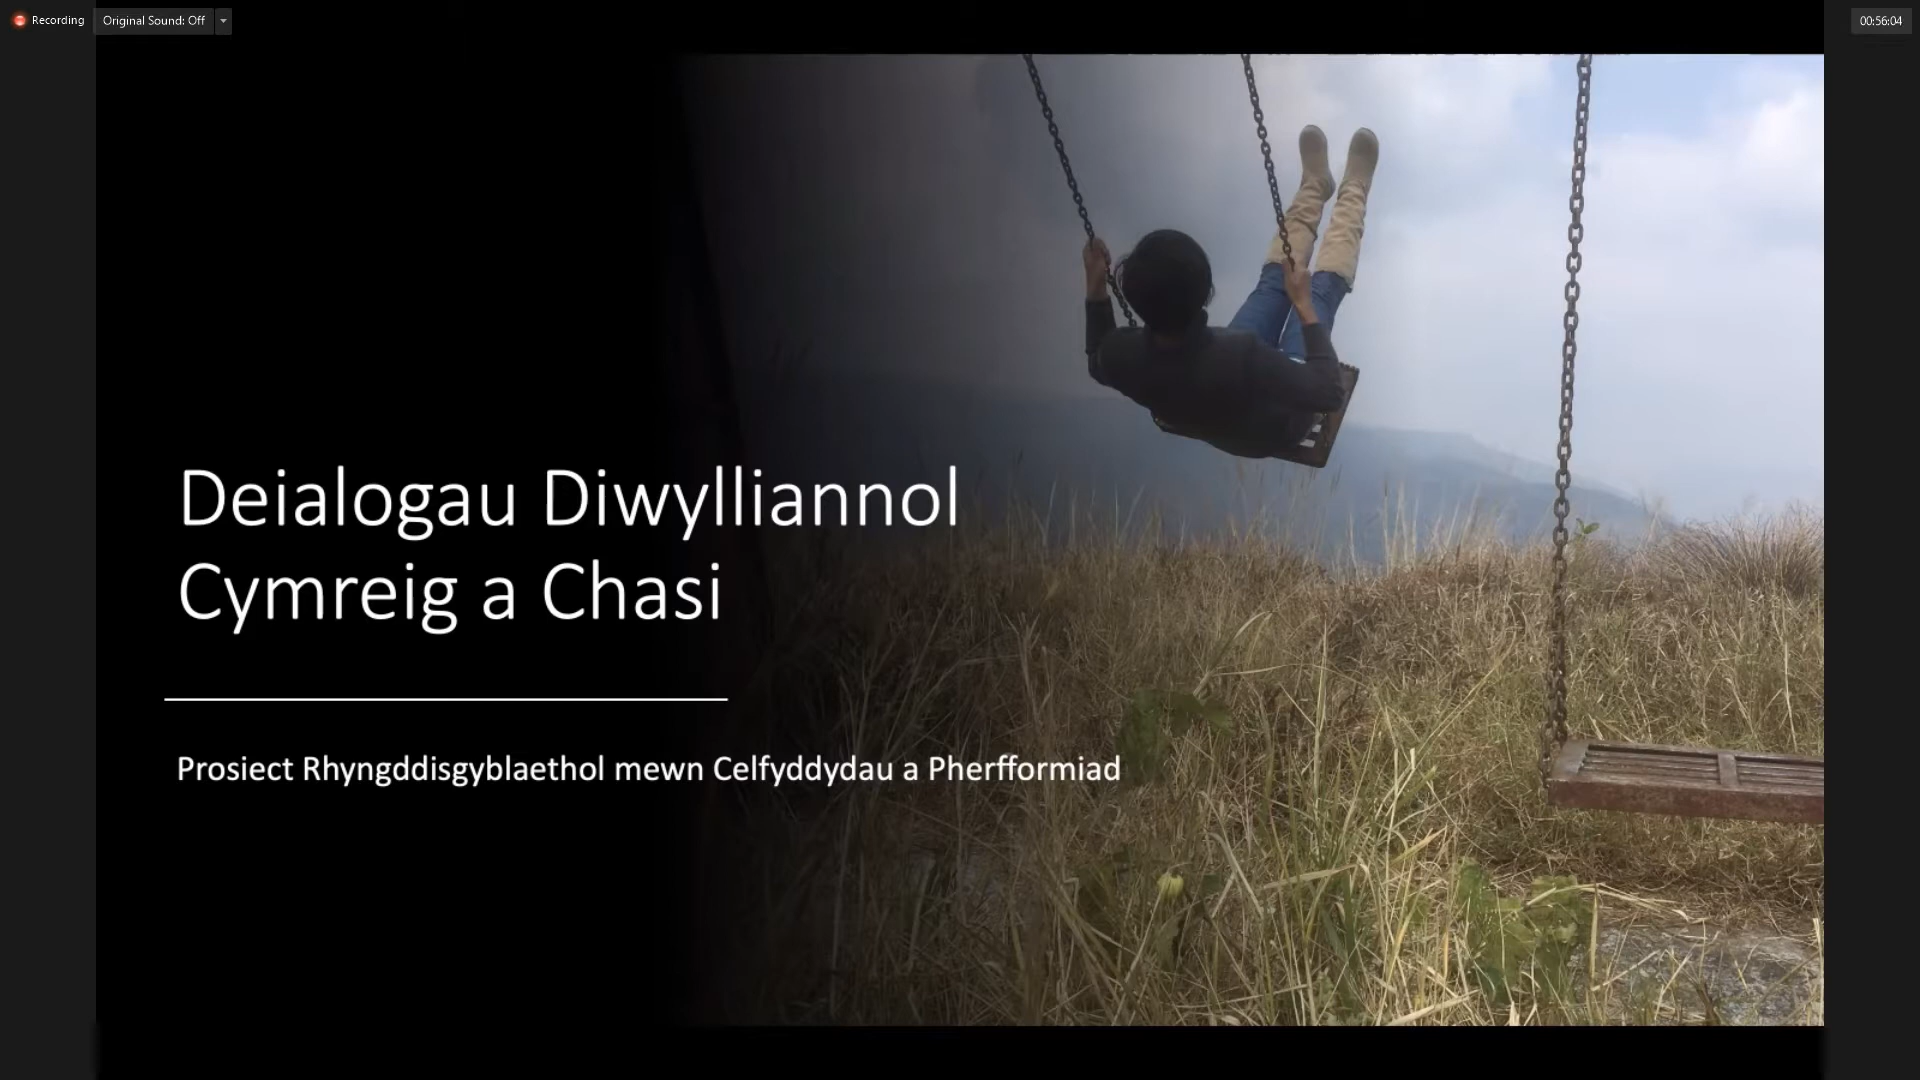 Recording
Original Sound: Off
00:56:04
Deialogau Diwylliannol
Cymreig a Chasi
Prosiect Rhyngddisgyblaethol mewn Celfyddydau a Pherfformiad